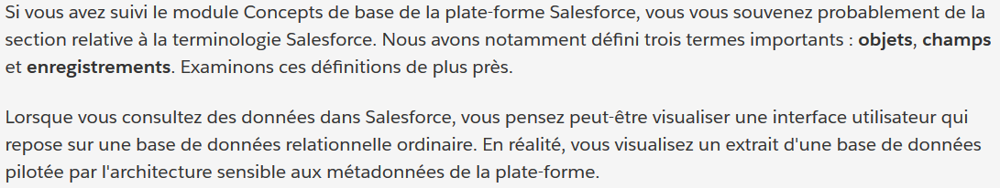 Si vous avez suivi le module Concepts de base de la plate-forme Salesforce, vous vous souvenez probablement de la
section relative à la terminologie Salesforce. Nous avons notamment défini trois termes importants : objets, champs
et enregistrements. Examinons ces définitions de plus près.
Lorsque vous consultez des données dans Salesforce, vous pensez peut-être visualiser une interface utilisateur qui
repose sur une base de données relationnelle ordinaire. En réalité, vous visualisez un extrait d'une base de données
pilotée par l'architecture sensible aux métadonnées de la plate-forme.